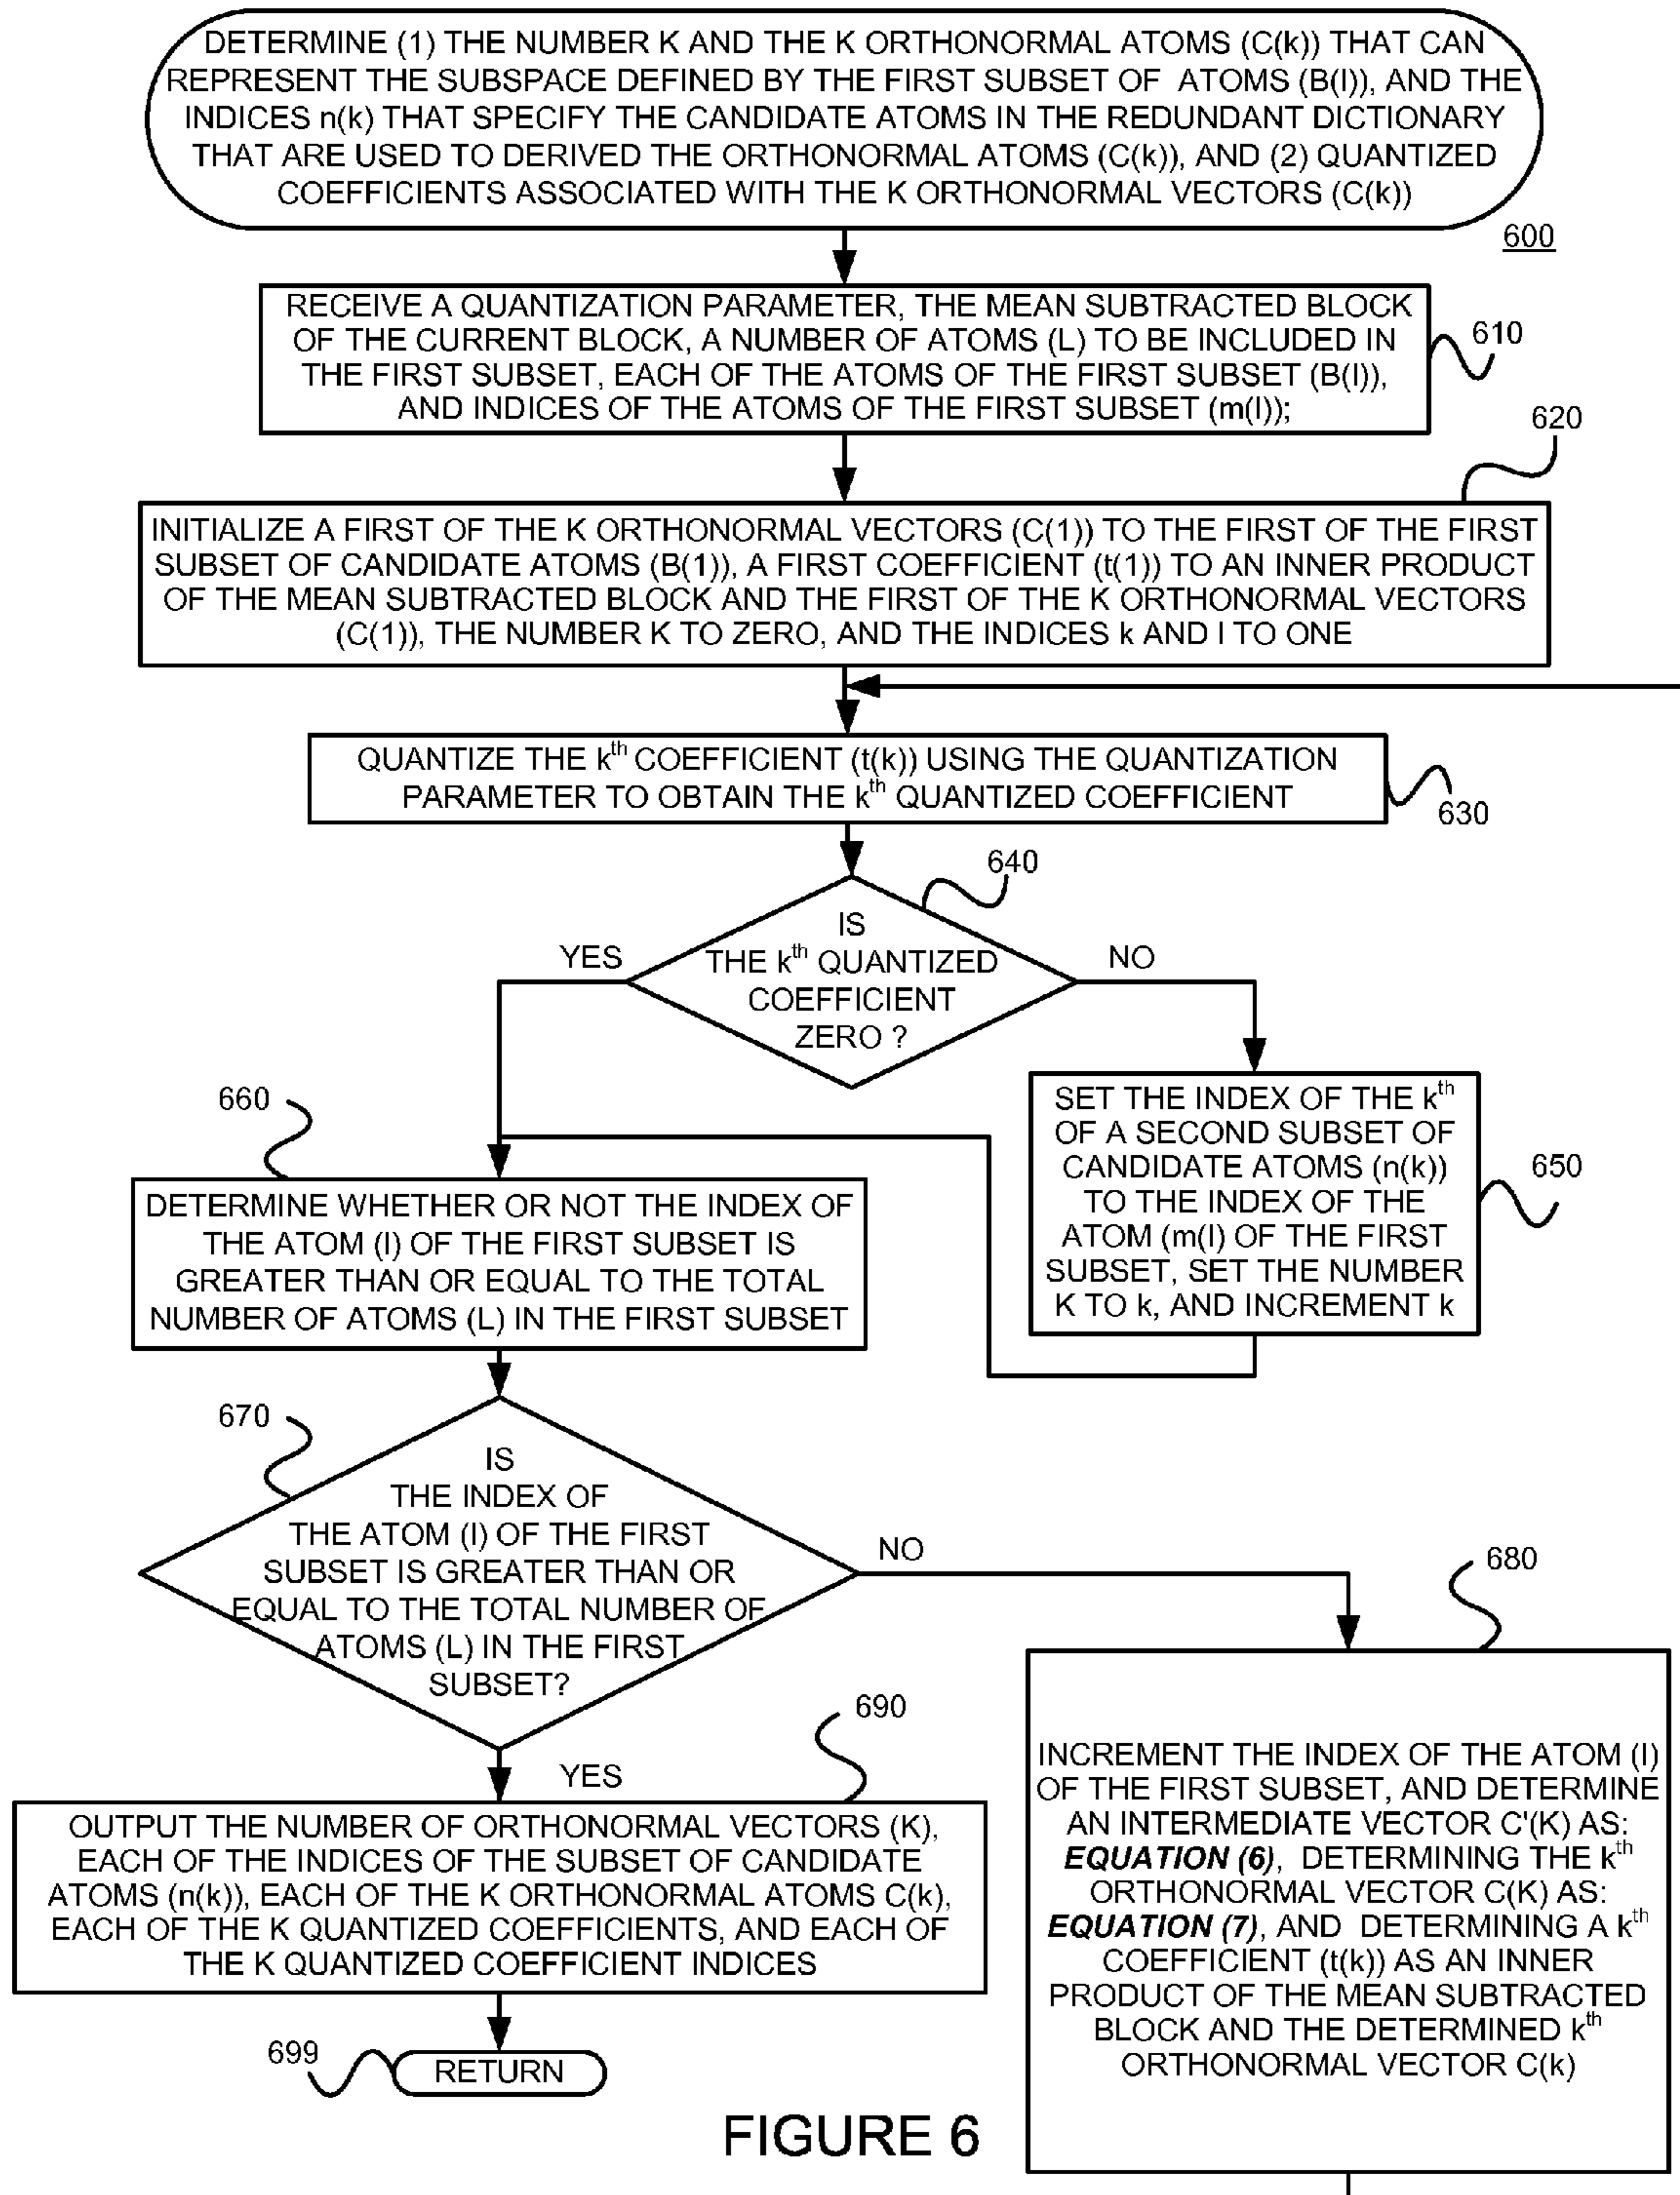 DETERMINE (1) THE NUMBER K AND THE K ORTHONORMAL ATOMS (C(k)) THAT CAN
REPRESENT THE SUBSPACE DEFINED BY THE FIRST SUBSET OF ATOMS (B(l)), AND THE
INDICES n(k) THAT SPECIFY THE CANDIDATE ATOMS IN THE REDUNDANT DICTIONARY
THAT ARE USED TO DERIVED THE ORTHONORMAL ATOMS (C(k)), AND (2) QUANTIZED
COEFFICIENTS ASSOCIATED WITH THE K ORTHONORMAL VECTORS (C(k))
600
RECEIVE A QUANTIZATION PARAMETER, THE MEAN SUBTRACTED BLOCK
OF THE CURRENT BLOCK, A NUMBER OF ATOMS (L) TO BE INCLUDED IN
THE FIRST SUBSET, EACH OF THE ATOMS OF THE FIRST SUBSET (B(l)),
AND INDICES OF THE ATOMS OF THE FIRST SUBSET (m(l));
610
620
INITIALIZE A FIRST OF THE K ORTHONORMAL VECTORS (C(1)) TO THE FIRST OF THE FIRST
SUBSET OF CANDIDATE ATOMS (B(1)), A FIRST COEFFICIENT (t(1)) TO AN INNER PRODUCT
OF THE MEAN SUBTRACTED BLOCK AND THE FIRST OF THE K ORTHONORMAL VECTORS
(C(1)), THE NUMBER K TO ZERO, AND THE INDICES k AND l TO ONE
QUANTIZE THE kth COEFFICIENT (t(k)) USING THE QUANTIZATION
PARAMETER TO OBTAIN THE kth QUANTIZED COEFFICIENT
630
640
IS
THE kth QUANTIZED
COEFFICIENT
ZERO ?
YES
NO
SET THE INDEX OF THE kth
OF A SECOND SUBSET OF
CANDIDATE ATOMS (n(k))
TO THE INDEX OF THE
ATOM (m(l) OF THE FIRST
SUBSET, SET THE NUMBER
K TO k, AND INCREMENT k
650
660
DETERMINE WHETHER OR NOT THE INDEX OF
THE ATOM (l) OF THE FIRST SUBSET IS
GREATER THAN OR EQUAL TO THE TOTAL
NUMBER OF ATOMS (L) IN THE FIRST SUBSET
670
IS
THE INDEX OF
THE ATOM (l) OF THE FIRST
SUBSET IS GREATER THAN OR
EQUAL TO THE TOTAL NUMBER OF
ATOMS (L) IN THE FIRST
SUBSET?
NO
YES
680
INCREMENT THE INDEX OF THE ATOM (l)
OF THE FIRST SUBSET, AND DETERMINE
AN INTERMEDIATE VECTOR C'(K) AS:
EQUATION (6), DETERMINING THE kth
ORTHONORMAL VECTOR C(K) AS:
EQUATION (7), AND DETERMINING A kth
COEFFICIENT (t(k)) AS AN INNER
PRODUCT OF THE MEAN SUBTRACTED
BLOCK AND THE DETERMINED kth
ORTHONORMAL VECTOR C(k)
690
OUTPUT THE NUMBER OF ORTHONORMAL VECTORS (K),
EACH OF THE INDICES OF THE SUBSET OF CANDIDATE
ATOMS (n(k)), EACH OF THE K ORTHONORMAL ATOMS C(k),
EACH OF THE K QUANTIZED COEFFICIENTS, AND EACH OF
THE K QUANTIZED COEFFICIENT INDICES
699
RETURN
FIGURE 6